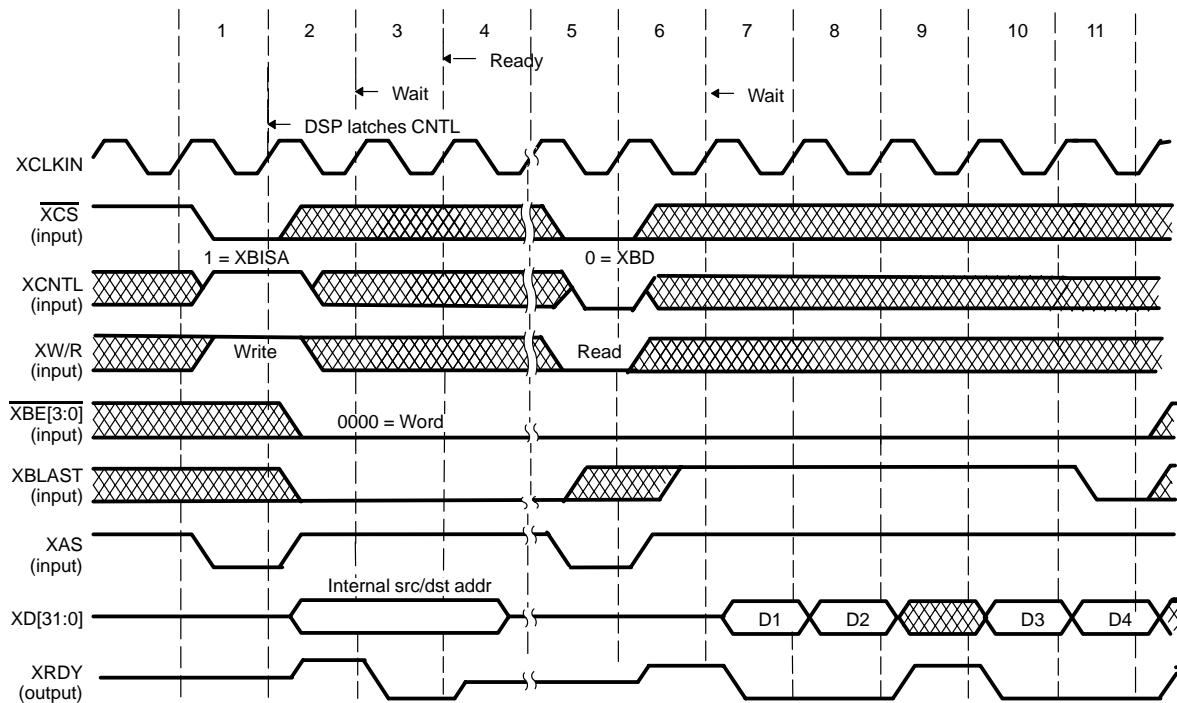 1 2 3 4 5 6 7 8 9 10 11
Ready
Wait
Wait
DSP latches CNTL
XCLKIN
XCS
(input)
1 = XBISA
0 = XBD
XCNTL
(input)
XW/R
(input)
Write
Read
XBE[3:0]
(input)
0000 = Word
XBLAST
(input)
XAS
(input)
Internal src/dst addr
XD[31:0]
D1 D2 D3 D4
XRDY
(output)